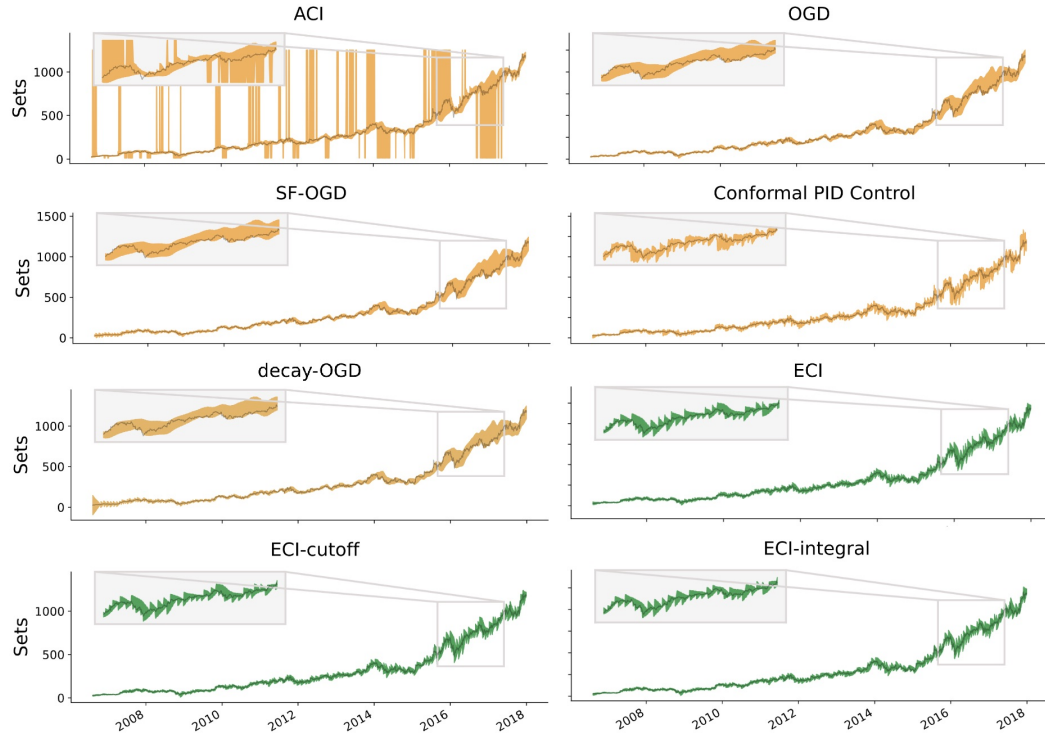 ACI
OGD
Sets
1000
500
0
SF-OGD
Conformal PID Control
Sets
1500
1000
500
0
decay-OGD
ECI
Sets
1000
500
0
ECI-cutoff
ECI-integral
Sets
1000
500
0
2008 2010 2012 2014 2016 2018
2008 2010 2012 2014 2016 2018